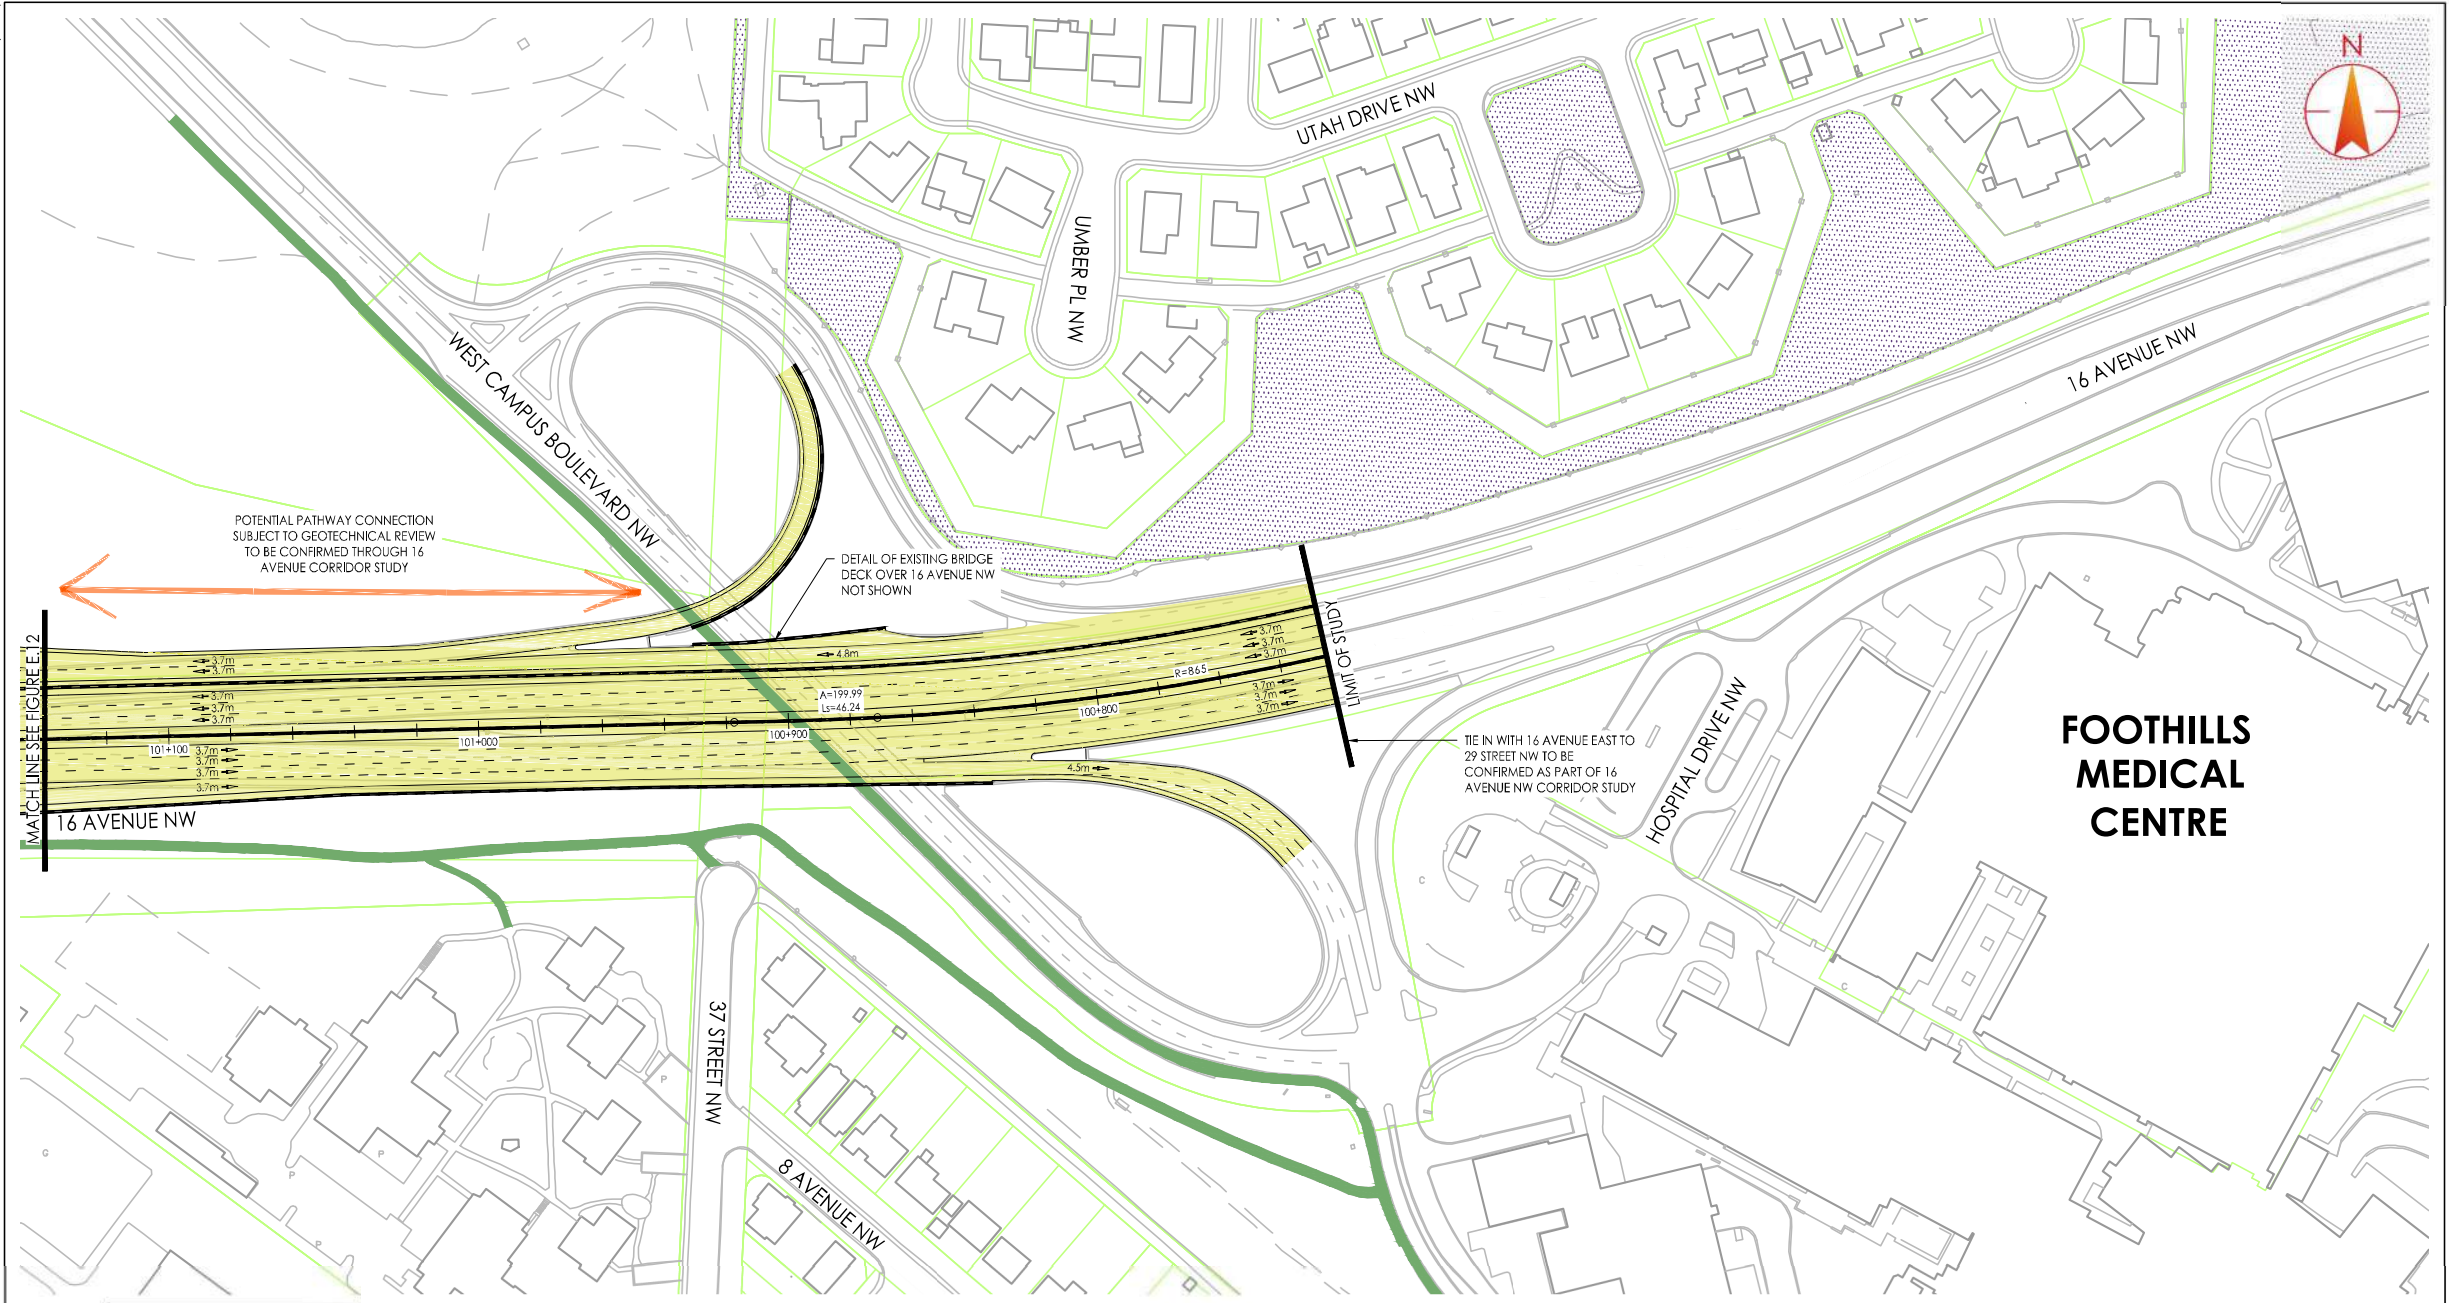 N
UTAH DRIVE NW
UMBER PL NW
16 AVENUE NW
WEST CAMPUS BOULEVARD NW
POTENTIAL PATHWAY CONNECTION
SUBJECT TO GEOTECHNICAL REVIEW
TO BE CONFIRMED THROUGH 16
AVENUE CORRIDOR STUDY
DETAIL OF EXISTING BRIDGE
DECK OVER 16 AVENUE NW
NOT SHOWN
MATCH LINE SEE FIGURE E.12
LIMIT OF STUDY
3.7m
3.7m
3.7m
3.7m
3.7m
4.8m
3.7m
3.7m
3.7m
R=865
A=199.99
Ls=46.24
3.7m
3.7m
3.7m
101+100
101+000
100+900
100+800
3.7m
3.7m
3.7m
3.7m
4.5m
16 AVENUE NW
TIE IN WITH 16 AVENUE EAST TO
29 STREET NW TO BE
CONFIRMED AS PART OF 16
AVENUE NW CORRIDOR STUDY
HOSPITAL DRIVE NW
FOOTHILLS
MEDICAL
CENTRE
37 STREET NW
8 AVENUE NW
C
C
G
P
P
P
P